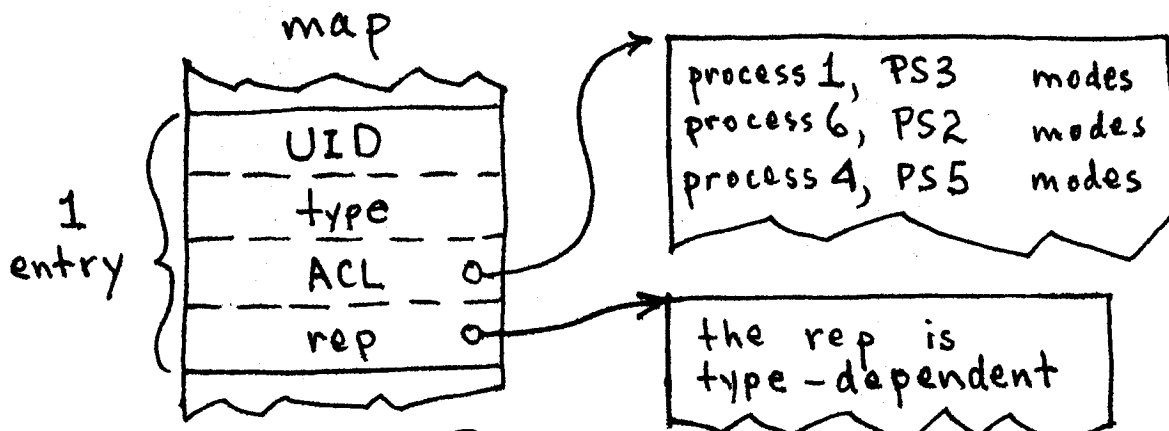 map
UID
type
ACL
rep
1
entry
process 1, PS3 modes
process 6, PS2 modes
process 4, PS5 modes
the rep is
type-dependent